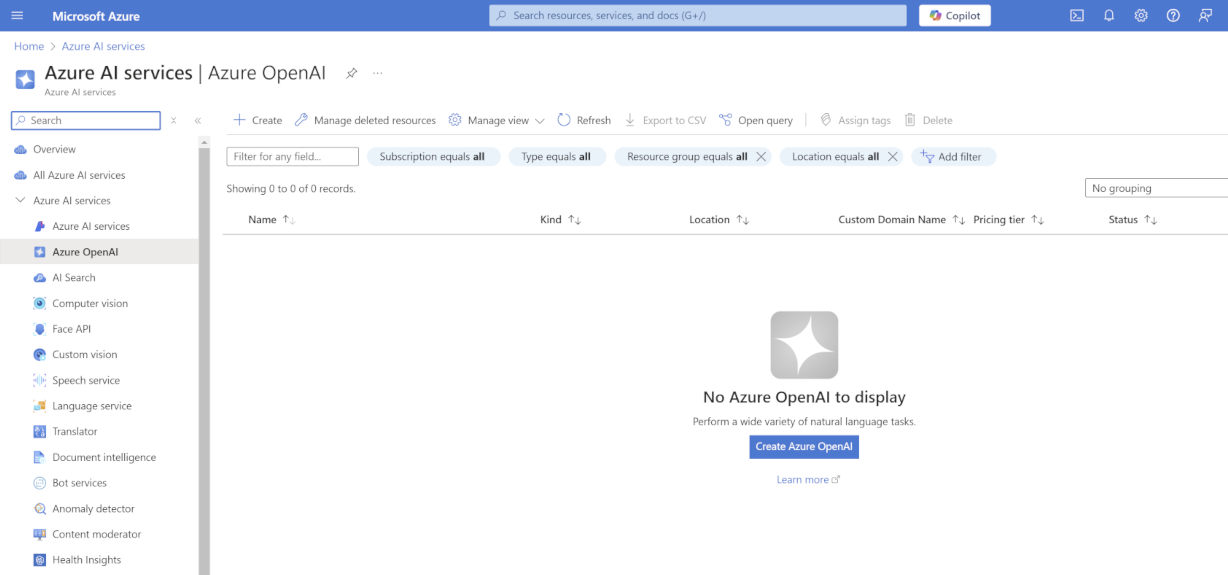 Microsoft Azure
Search resources, services, and docs (G+/)
Copilot
Home > Azure AI services
Azure AI services | Azure OpenAI
Azure AI services
Search
Create Manage deleted resources Manage view Refresh Export to CSV Open query Assign tags Delete
Overview
All Azure AI services
Azure AI services
Azure AI services
Azure OpenAI
AI Search
Computer vision
Face API
Custom vision
Speech service
Language service
Translator
Document intelligence
Bot services
Anomaly detector
Content moderator
Health Insights
Filter for any field... Subscription equals all Type equals all Resource group equals all Location equals all Add filter
Showing 0 to 0 of 0 records.
No grouping
Name Kind Location Custom Domain Name Pricing tier Status
No Azure OpenAI to display
Perform a wide variety of natural language tasks.
Create Azure OpenAI
Learn more